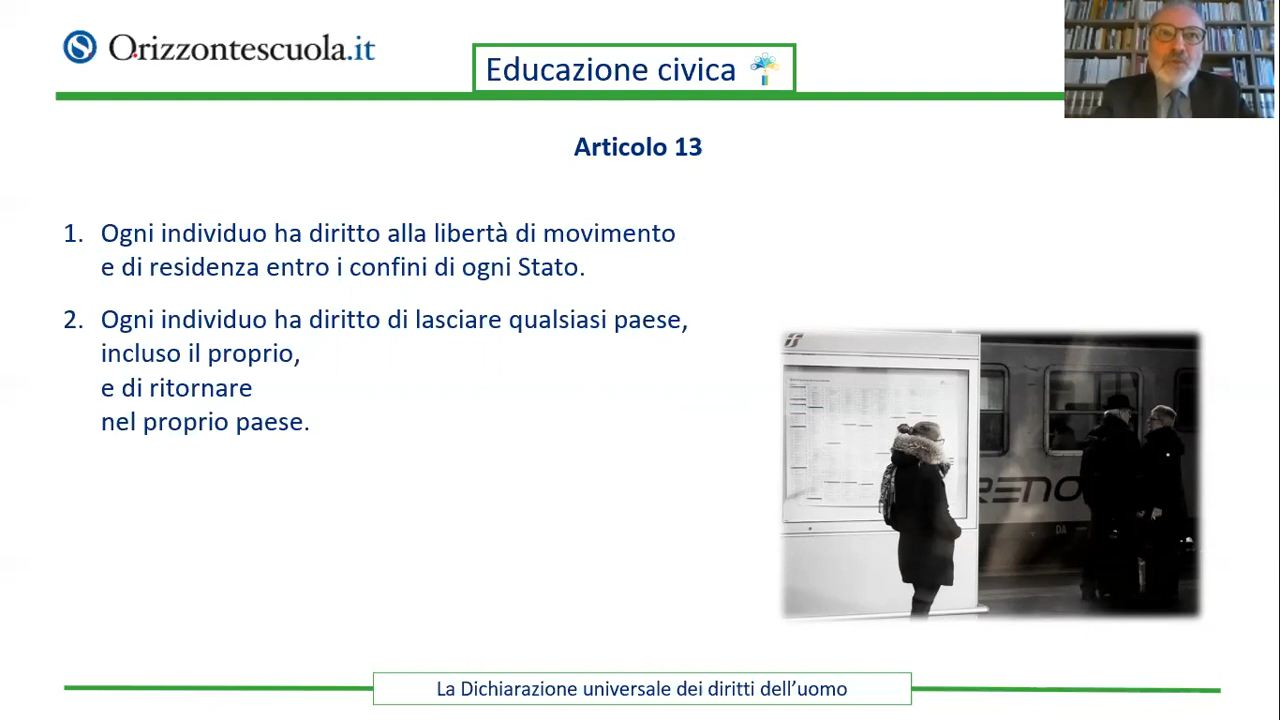 Orizzontescuola.it
Educazione civica
Articolo 13
1. Ogni individuo ha diritto alla libertà di movimento
e di residenza entro i confini di ogni Stato.
2. Ogni individuo ha diritto di lasciare qualsiasi paese,
incluso il proprio,
e di ritornare
nel proprio paese.
DA
La Dichiarazione universale dei diritti dell’uomo